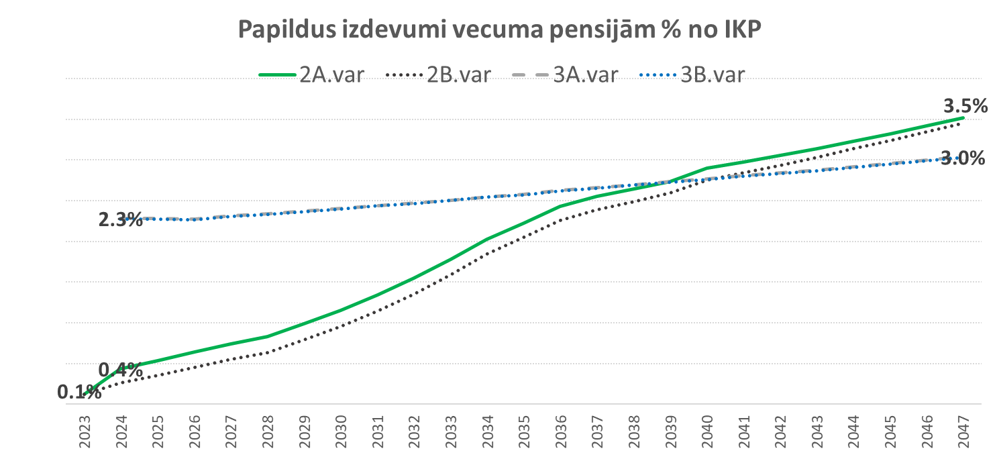 Papildus izdevumi vecuma pensijām % no IKP
2A.var 2B.var 3A.var 3B.var
3.5%
3.0%
2.3%
0.4%
0.1%
2023 2024 2025 2026 2027 2028 2029 2030 2031 2032 2033 2034 2035 2036 2037 2038 2039 2040 2041 2042 2043 2044 2045 2046 2047